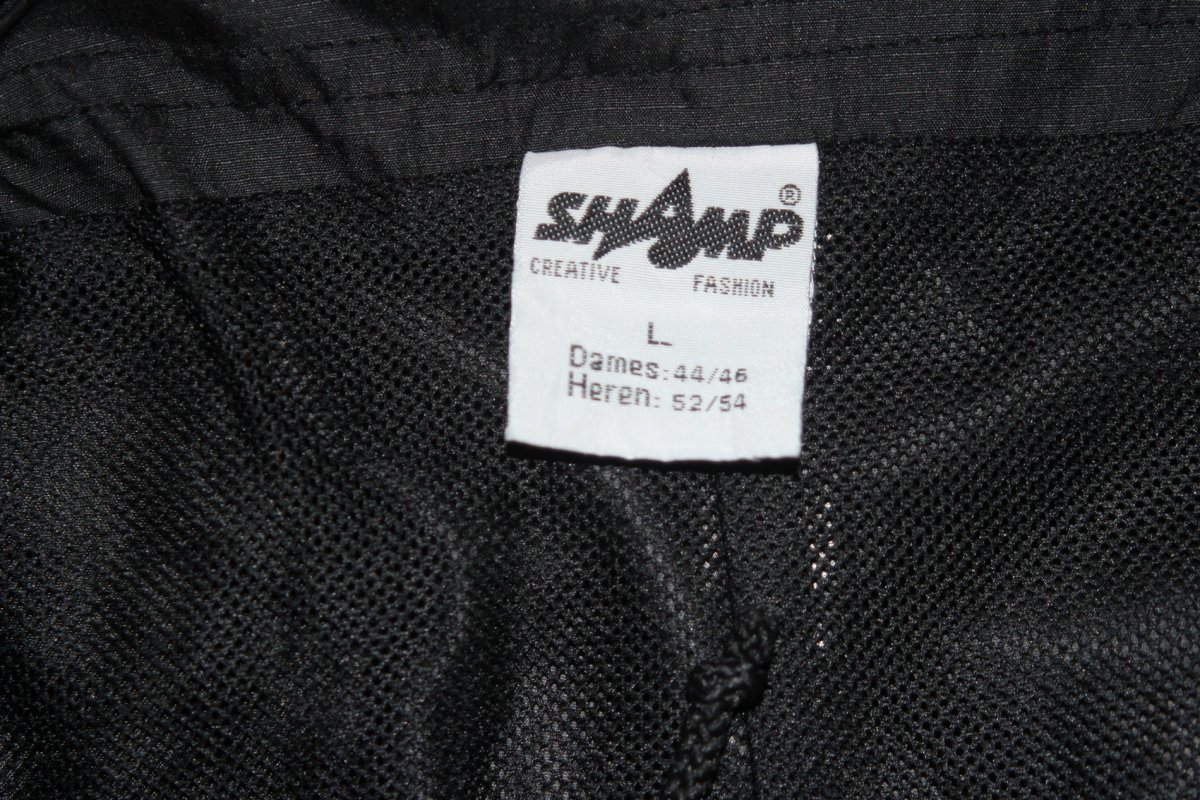 SHAMP®
CREATIVE FASHION
L
Dames: 44/46
Heren: 52/54